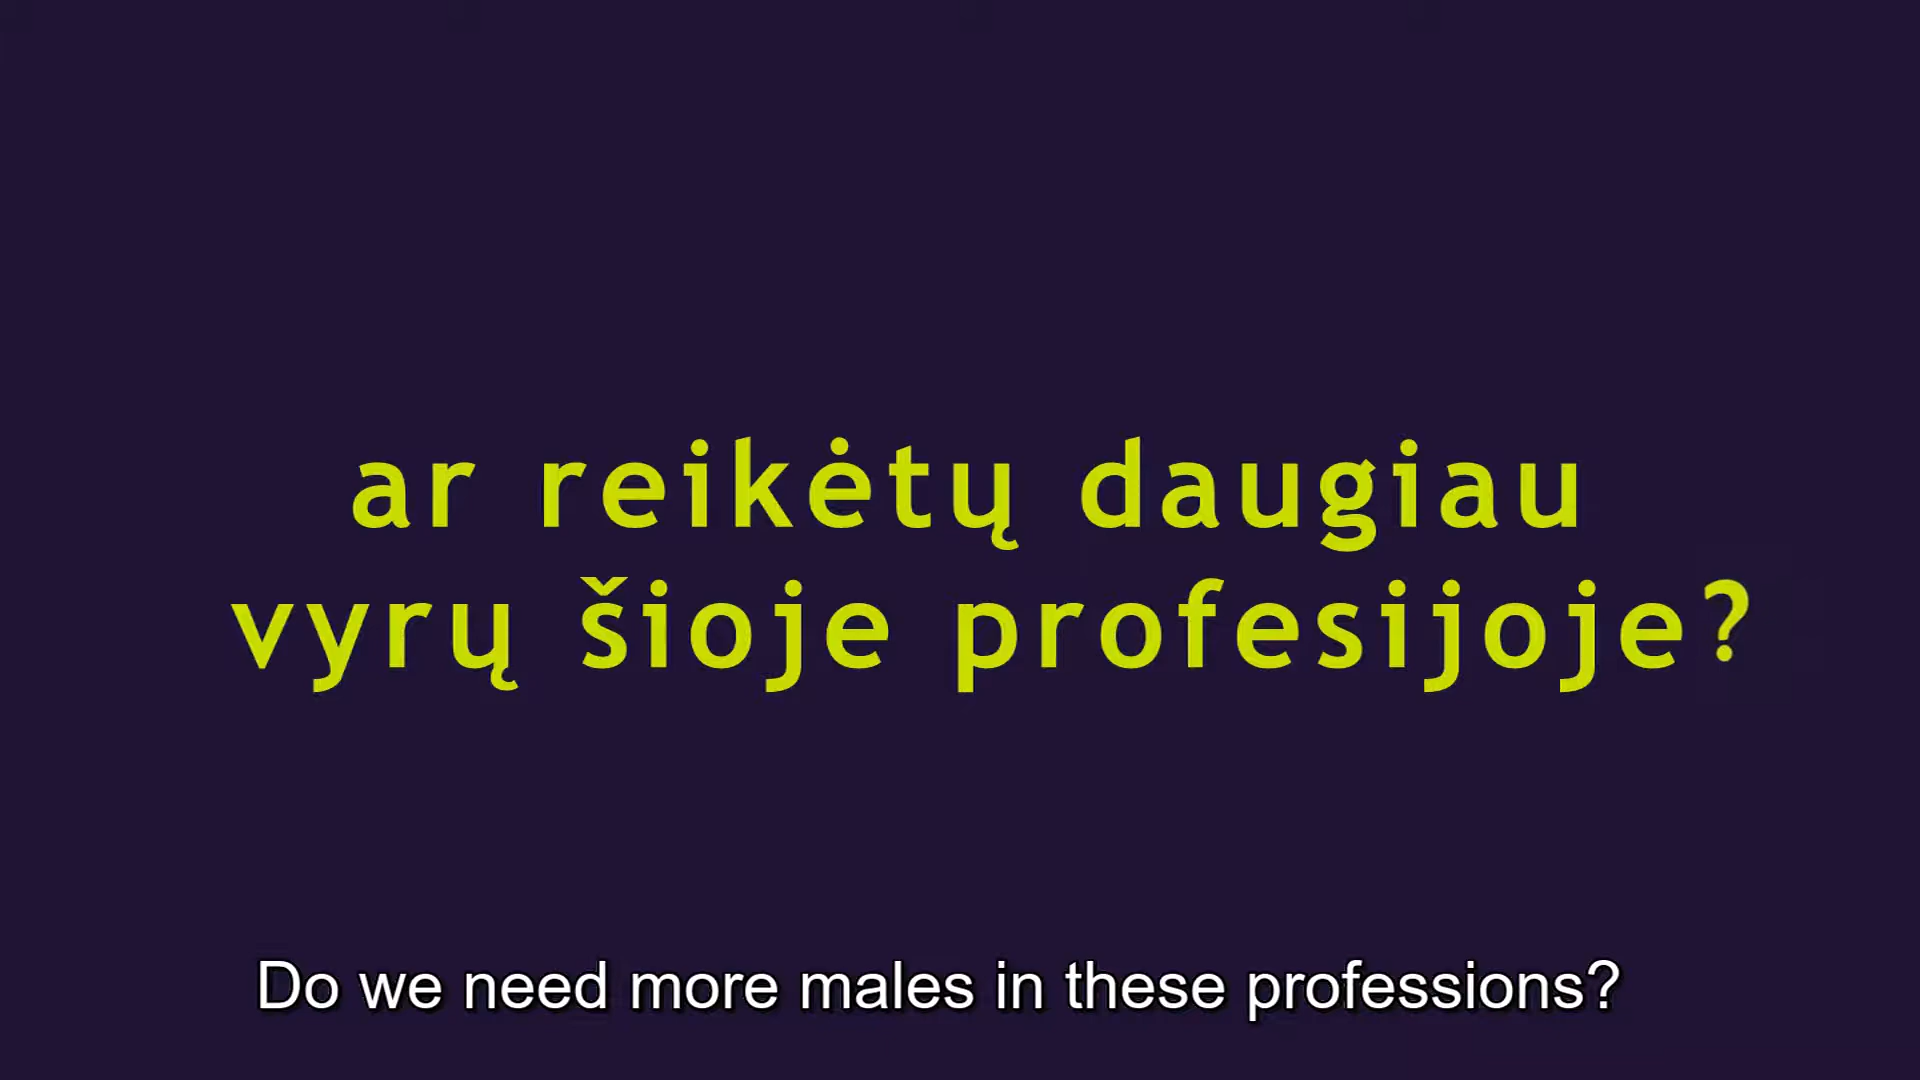 ar reikėtų daugiau
vyrų šioje profesijoje?
Do we need more males in these professions?